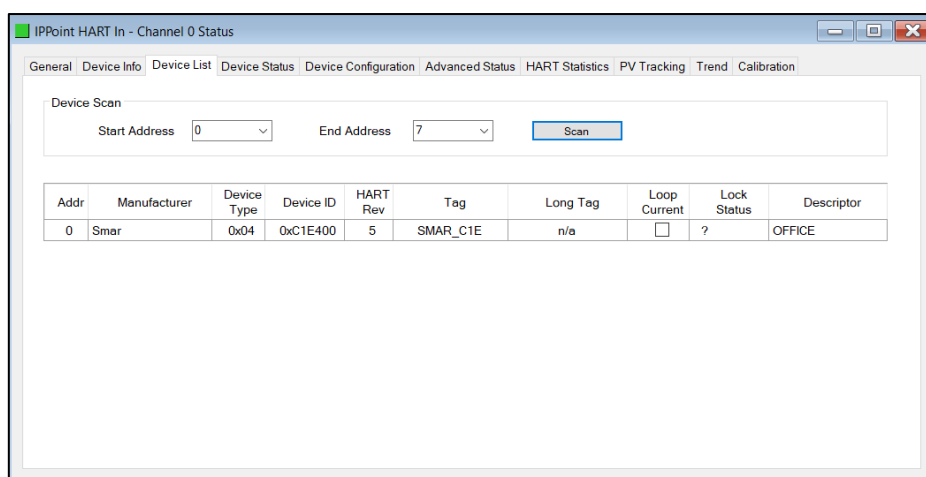 IPPoint HART In - Channel 0 Status
General Device Info Device List Device Status Device Configuration Advanced Status HART Statistics PV Tracking Trend Calibration
Device Scan
Start Address 0 End Address 7 Scan
Addr Manufacturer Device Type Device ID HART Rev Tag Long Tag Loop Current Lock Status Descriptor
0 Smar 0x04 0xC1E400 5 SMAR_C1E n/a ? OFFICE